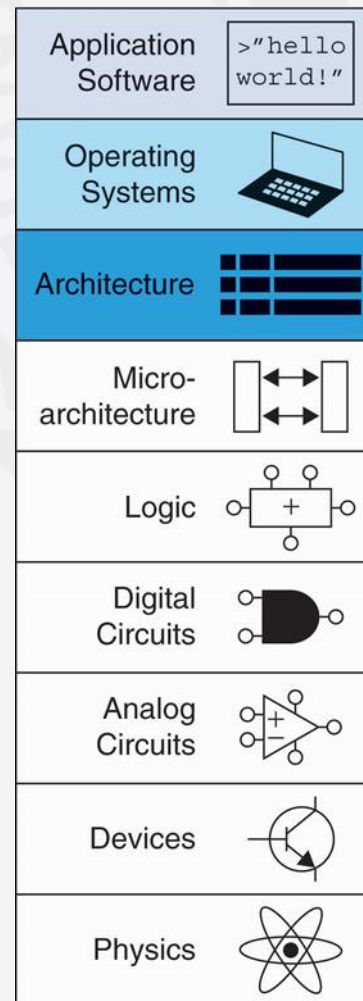 Application
Software
>"hello
world!"
Operating
Systems
Architecture
Micro-
architecture
Logic
+
Digital
Circuits
Analog
Circuits
+
−
Devices
Physics